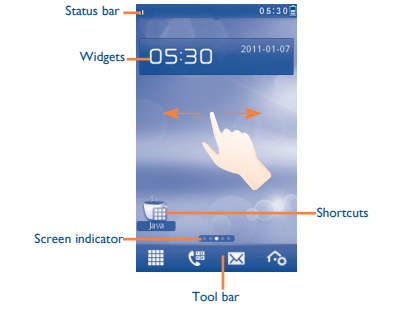 Status bar
05:30
Widgets
05:30
2011-01-07
Shortcuts
Java
Screen indicator
Tool bar